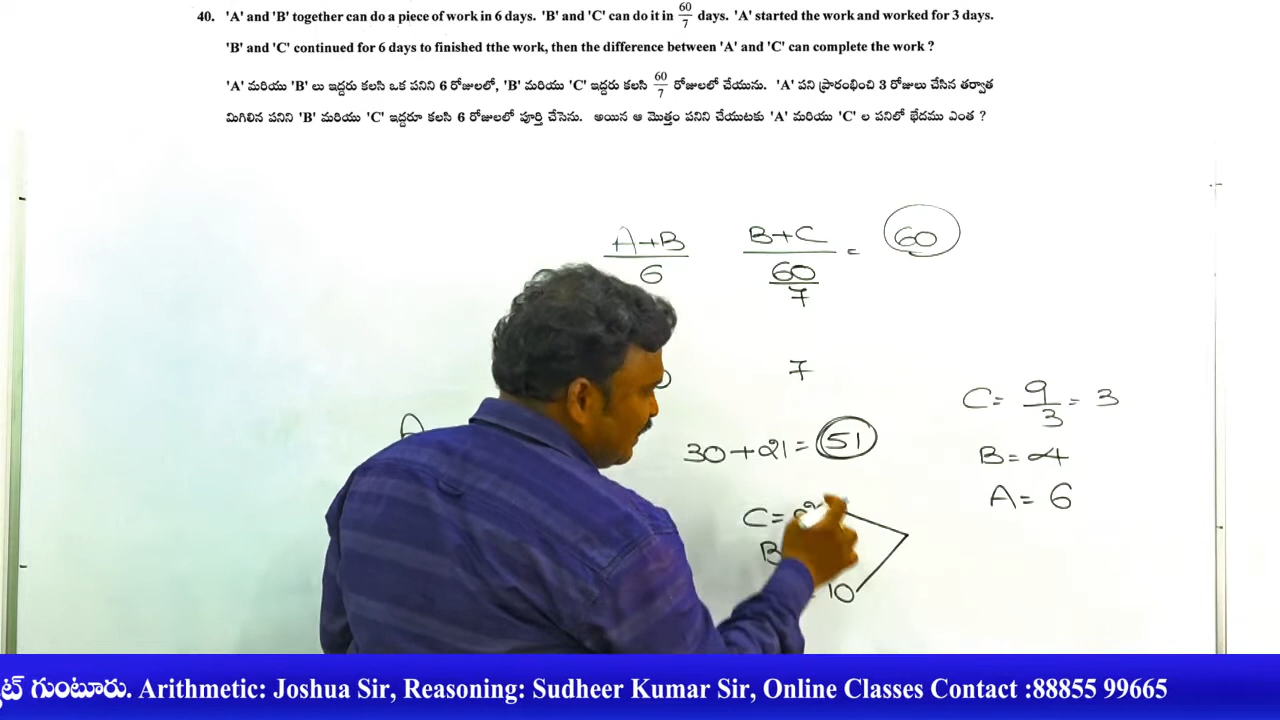 40. 'A' and 'B' together can do a piece of work in 6 days. 'B' and 'C' can do it in 60/7 days. 'A' started the work and worked for 3 days.
'B' and 'C' continued for 6 days to finished tthe work, then the difference between 'A' and 'C' can complete the work ?
'A' మరియు 'B' లు ఇద్దరు కలసి ఒక పనిని 6 రోజులలో, 'B' మరియు 'C' ఇద్దరు కలసి 60/7 రోజులలో చేయును. 'A' పని ప్రారంభించి 3 రోజులు చేసిన తర్వాత
మిగిలిన పనిని 'B' మరియు 'C' ఇద్దరూ కలసి 6 రోజులలో పూర్తి చేసెను. అయిన ఆ మొత్తం పనిని చేయుటకు 'A' మరియు 'C' ల పనిలో భేదము ఎంత ?
A+B/6 B+C/60/7 = 60
7
C = 9/3 = 3
30+21 = 51
B = 4
A = 6
C =
B
10
గుంటూరు. Arithmetic: Joshua Sir, Reasoning: Sudheer Kumar Sir, Online Classes Contact :88855 99665